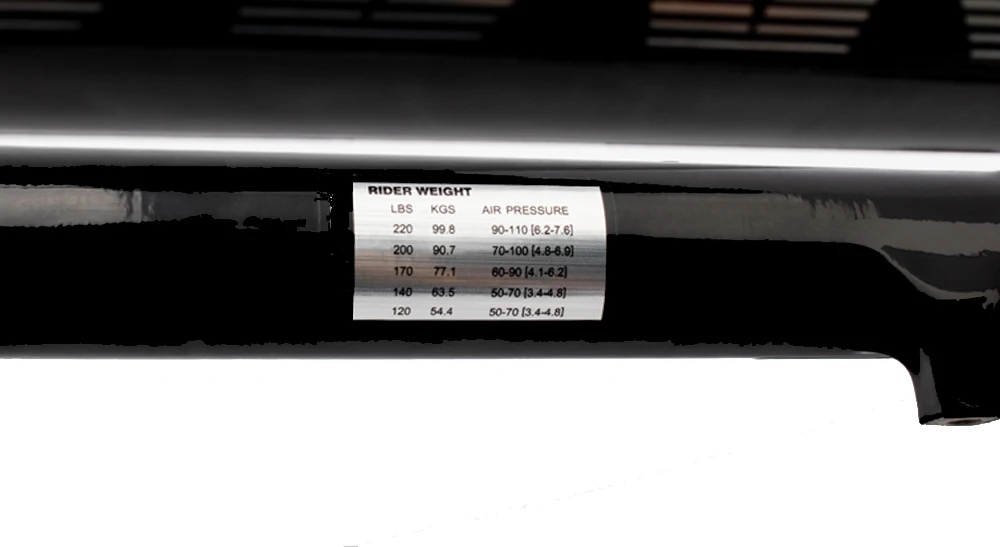 RIDER WEIGHT
LBS KGS AIR PRESSURE
220 99.8 90-110 [6.2-7.6]
200 90.7 70-100 [4.8-6.9]
170 77.1 60-90 [4.1-6.2]
140 63.5 50-70 [3.4-4.8]
120 54.4 50-70 [3.4-4.8]